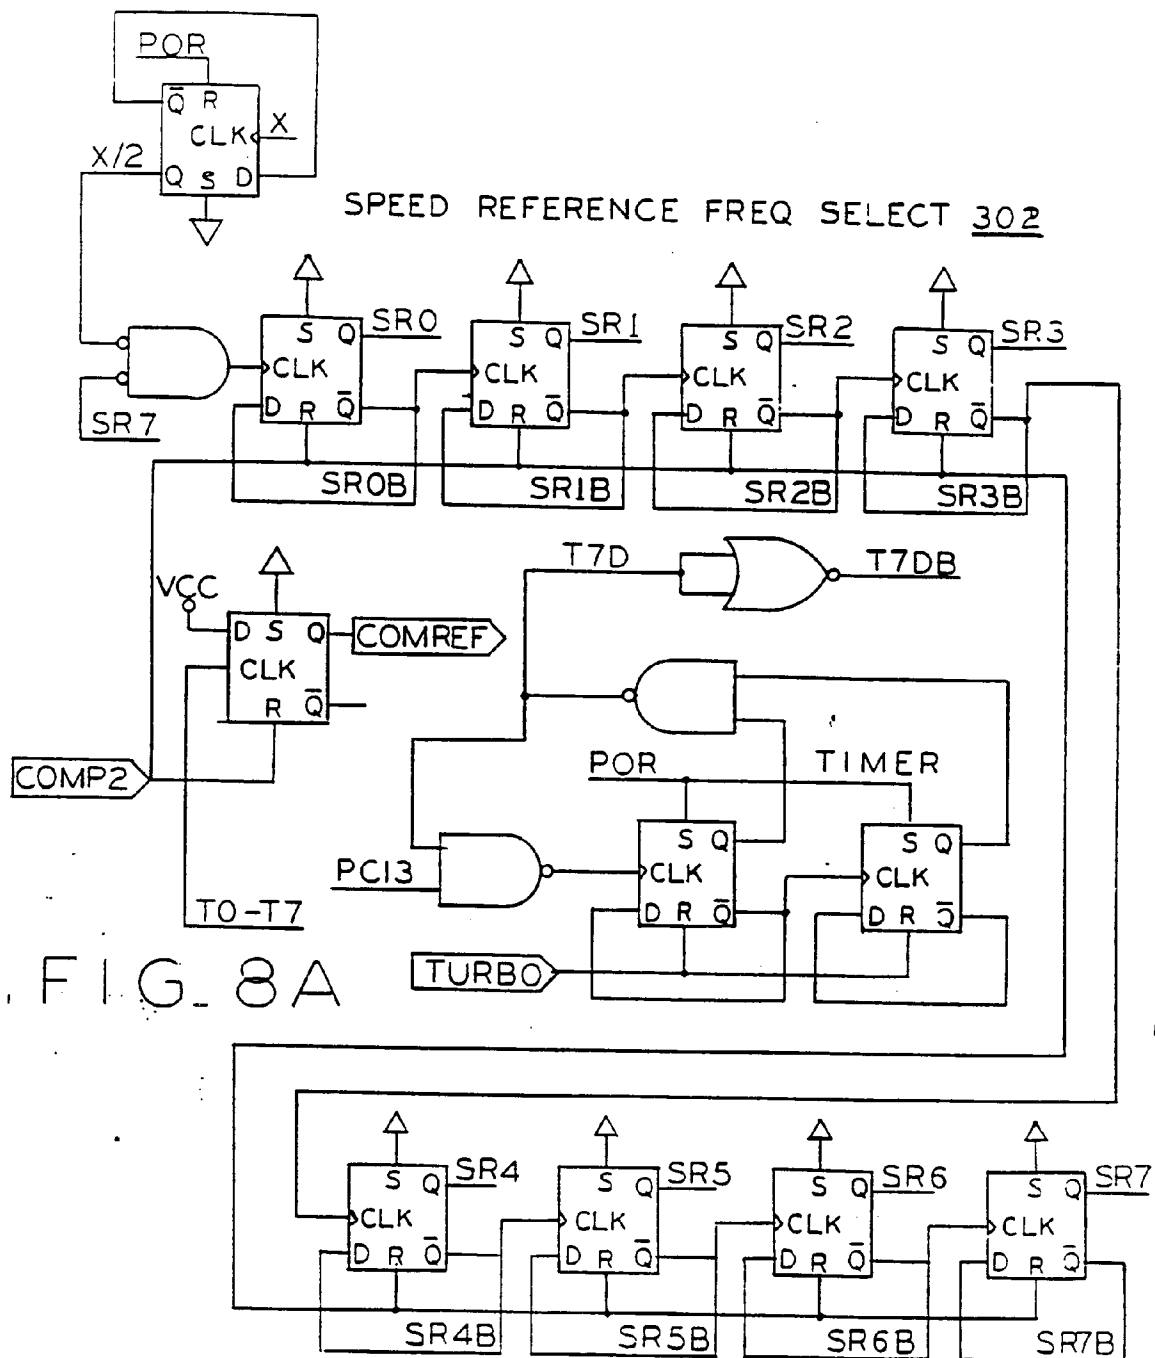 POR
Q̅ R
CLK X
X/2 Q S D
SPEED REFERENCE FREQ SELECT 302
S Q SR0
CLK
D R Q̅
S Q SR1
CLK
D R Q̅
S Q SR2
CLK
D R Q̅
S Q SR3
CLK
D R Q̅
SR7
SR0B
SR1B
SR2B
SR3B
T7D
T7DB
VCC
D S Q
CLK
R Q̅
COMREF
COMP2
T0-T7
POR
TIMER
PC13
S Q
CLK
D R Q̅
S Q
CLK
D R Q̅
TURBO
FIG. 8A
S Q SR4
CLK
D R Q̅
S Q SR5
CLK
D R Q̅
S Q SR6
CLK
D R Q̅
S Q SR7
CLK
D R Q̅
SR4B
SR5B
SR6B
SR7B